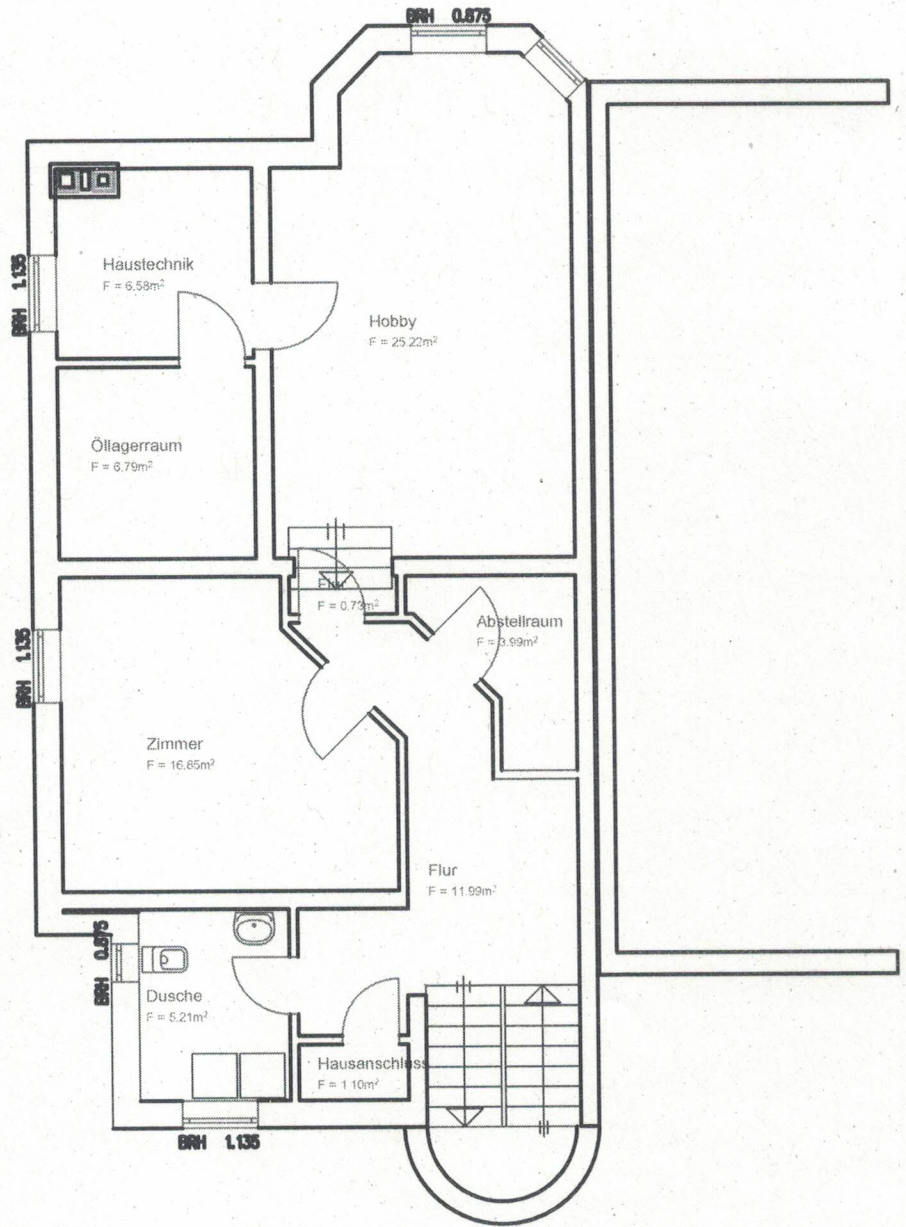 BRH 0.875
Haustechnik
F = 6.58m²
BRH 1.135
Hobby
F = 25.22m²
Öllagerraum
F = 6.79m²
Flur
F = 0.73m²
Abstellraum
F = 3.99m²
BRH 1.135
Zimmer
F = 16.85m²
Flur
F = 11.99m²
BRH 0.875
Dusche
F = 5.21m²
Hausanschluss
F = 1.10m²
BRH 1.135